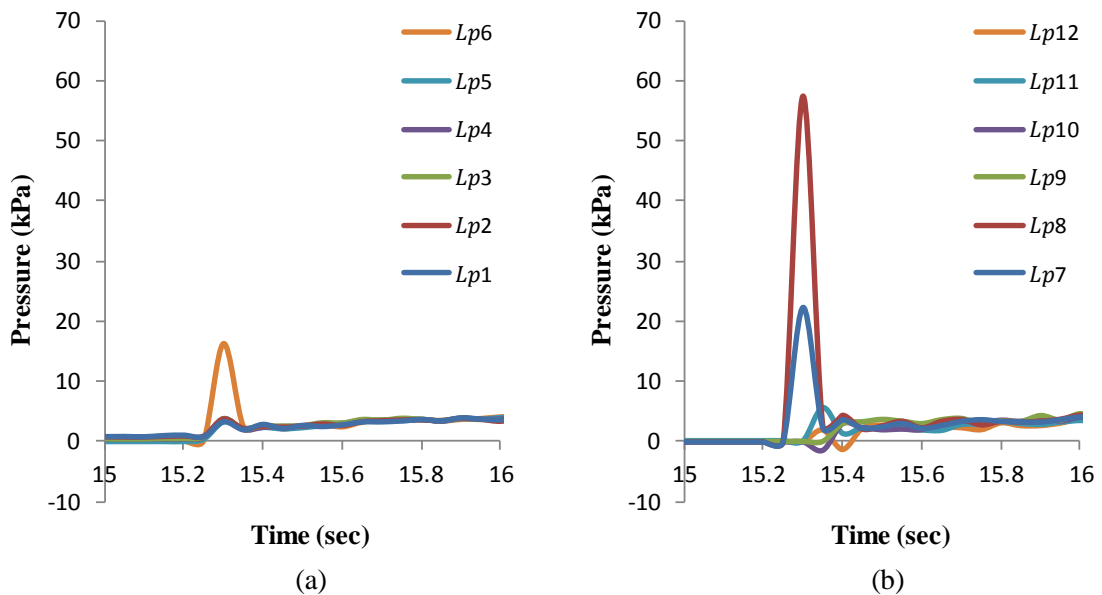 70
60
50
40
30
20
10
0
-10
Pressure (kPa)
15
15.2
15.4
15.6
15.8
16
Time (sec)
Lp6
Lp5
Lp4
Lp3
Lp2
Lp1
(a)
70
60
50
40
30
20
10
0
-10
Pressure (kPa)
15
15.2
15.4
15.6
15.8
16
Time (sec)
Lp12
Lp11
Lp10
Lp9
Lp8
Lp7
(b)